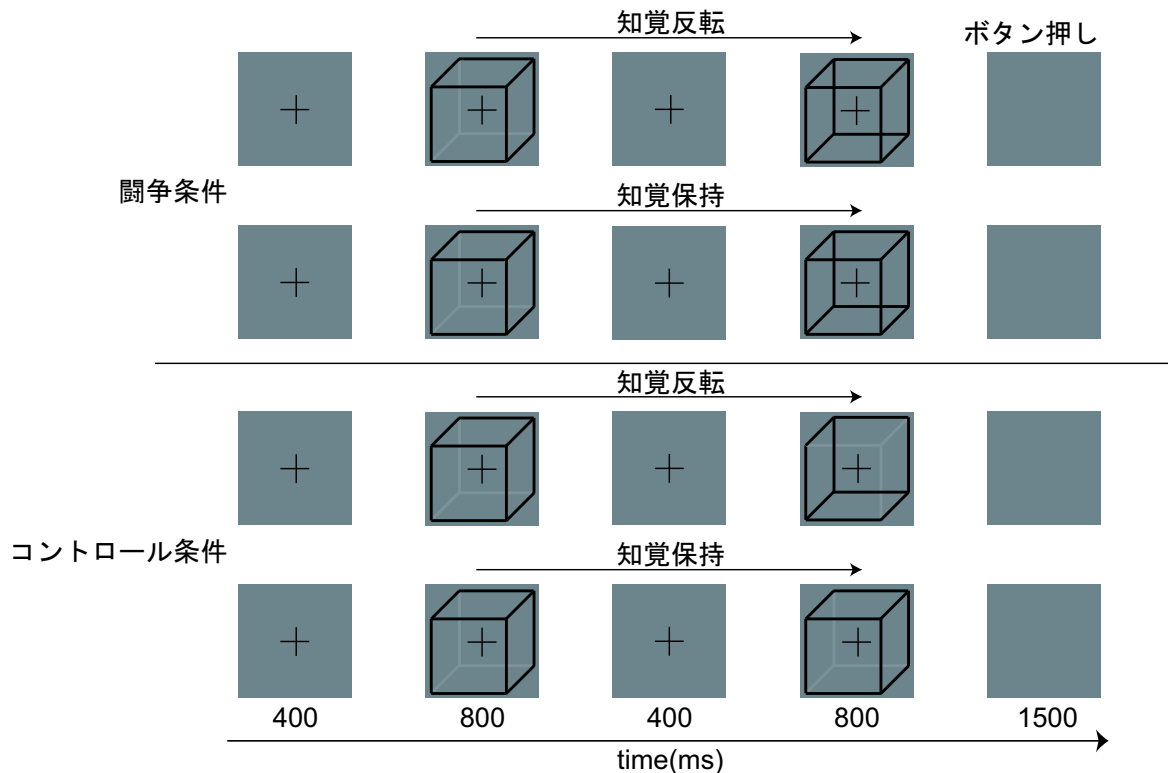 知覚反転
ボタン押し
闘争条件
知覚保持
知覚反転
コントロール条件
知覚保持
400
800
400
800
1500
time(ms)